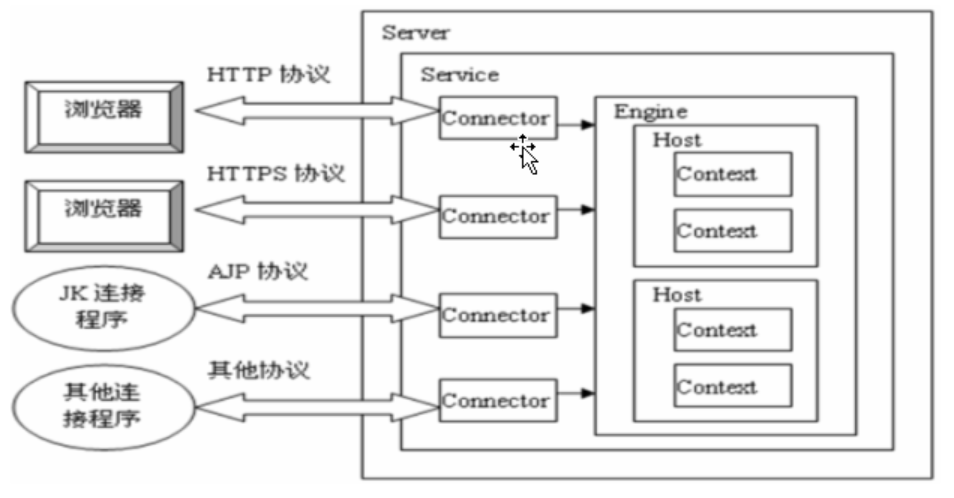 Server
Service
HTTP 协议
浏览器
Connector
Engine
Host
Context
Context
HTTPS 协议
浏览器
Connector
AJP 协议
JK 连接
程序
Connector
Host
Context
Context
其他协议
其他连
接程序
Connector